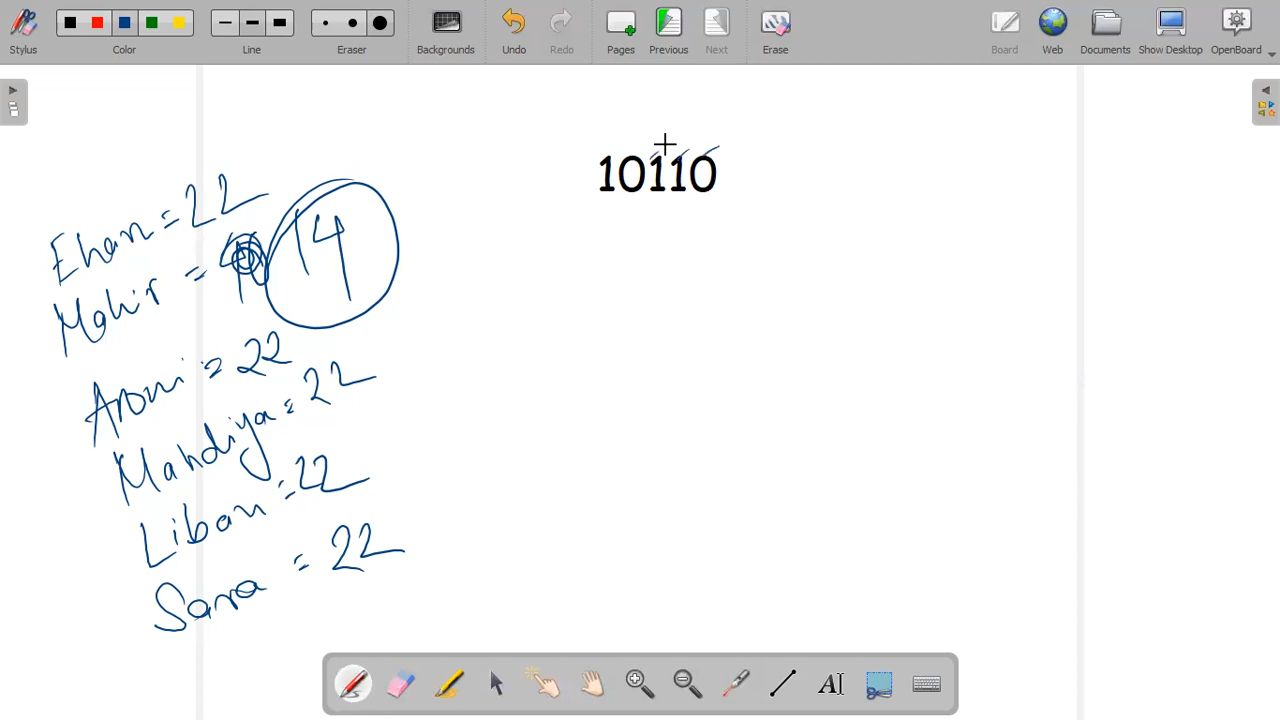 Stylus
Color
Line
Eraser
Backgrounds
Undo
Redo
Pages
Previous
Next
Erase
Board
Web
Documents
Show Desktop
OpenBoard
10110
Ehan = 22
Mahir = 14
Aroni = 22
Mahdiya = 22
Liban = 22
Sara = 22